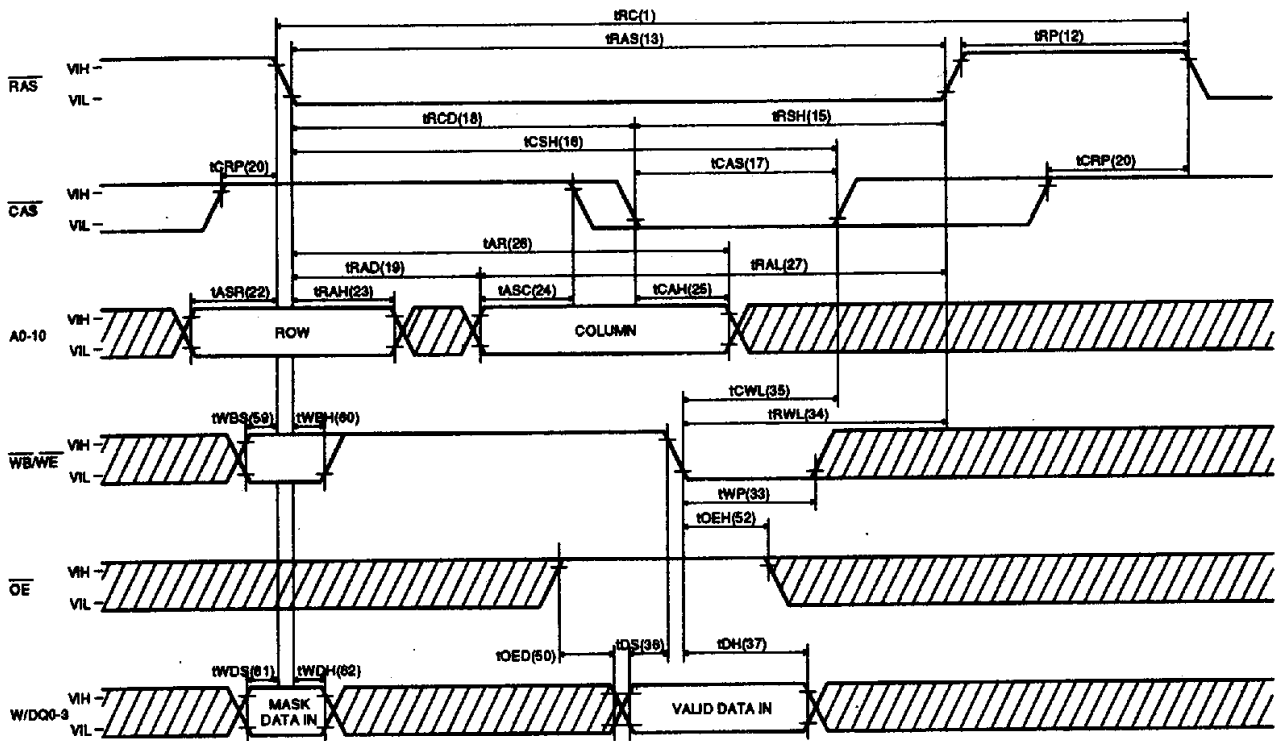 tRC(1)
tRAS(13)
tRP(12)
RAS
VIH
VIL
tRCD(18)
tRSH(15)
tCSH(16)
tCRP(20)
tCAS(17)
tCRP(20)
CAS
VIH
VIL
tAR(26)
tRAD(19)
tRAL(27)
tASR(22)
tRAH(23)
tASC(24)
tCAH(25)
A0-10
VIH
VIL
ROW
COLUMN
tCWL(35)
tRWL(34)
tWBS(59)
tWBH(60)
WB/WE
VIH
VIL
tWP(33)
tOEH(52)
OE
VIH
VIL
tOED(50)
tDS(36)
tDH(37)
tWDS(61)
tWDH(62)
W/DQ0-3
VIH
VIL
MASK
DATA IN
VALID DATA IN